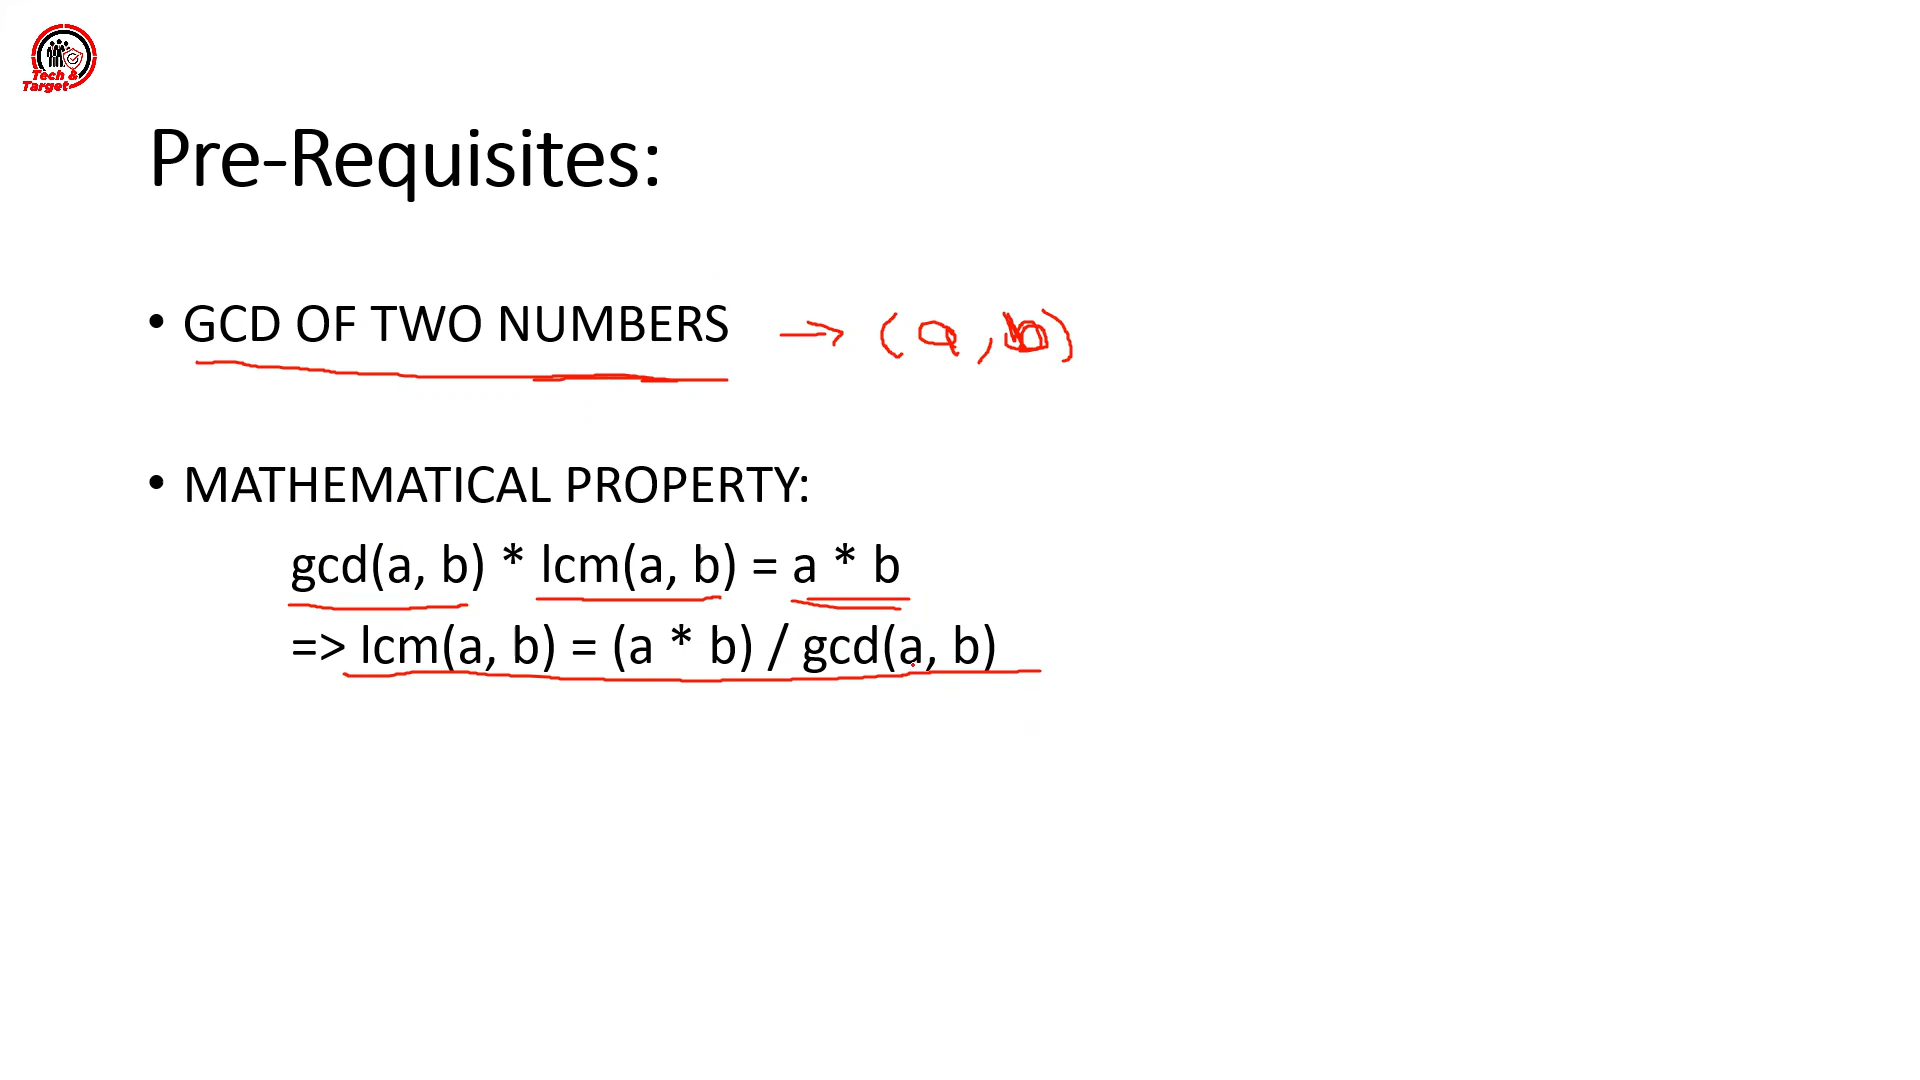 Tech &
Target
Pre-Requisites:
• GCD OF TWO NUMBERS → (a, b)
• MATHEMATICAL PROPERTY:
gcd(a, b) * lcm(a, b) = a * b
=> lcm(a, b) = (a * b) / gcd(a, b)